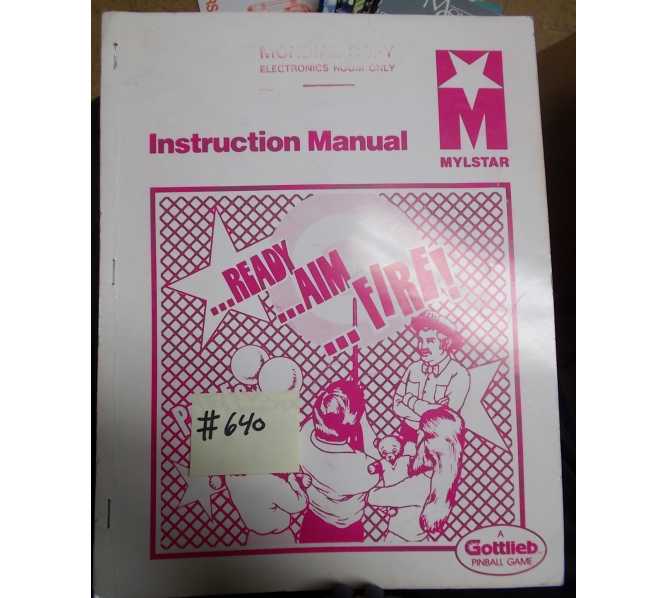 ELECTRONICS ROOM ONLY
M
MYLSTAR
Instruction Manual
...READY
...AIM
...FIRE!
#640
A
Gottlieb
PINBALL GAME